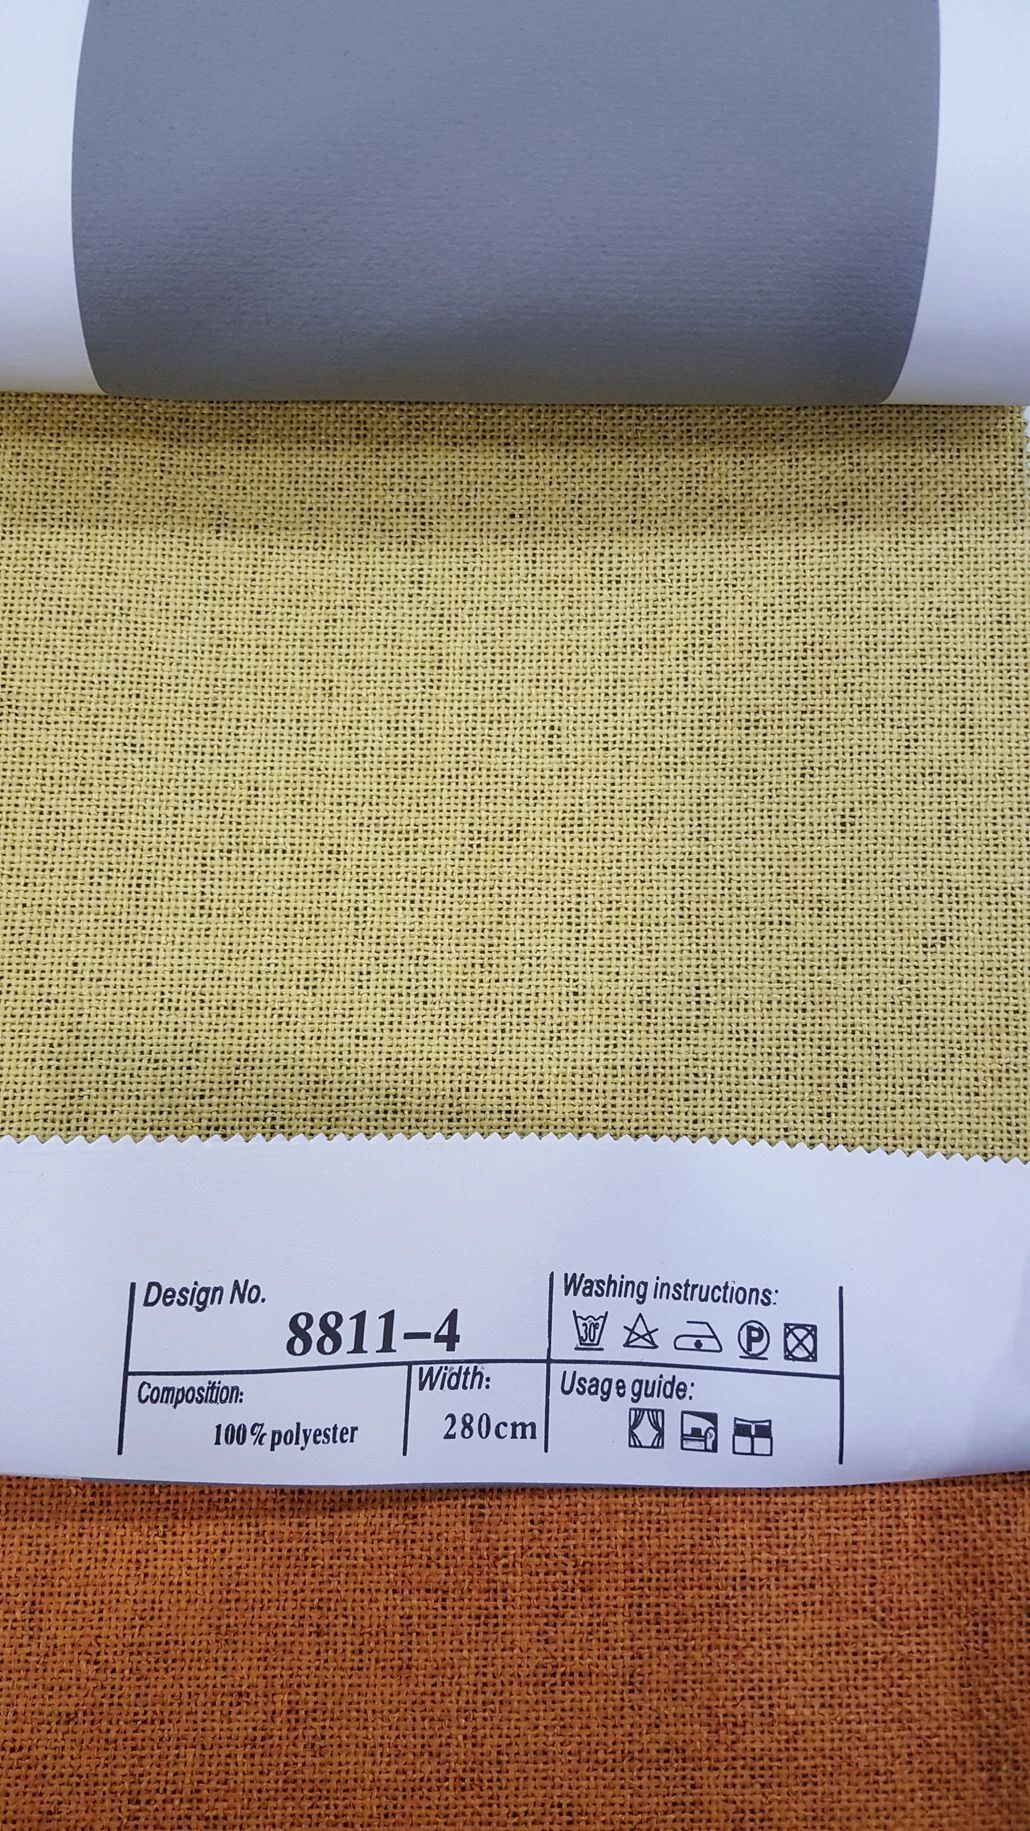 Design No.
8811-4
Washing instructions:
30°
P
Composition:
100%polyester
Width:
280cm
Usage guide: